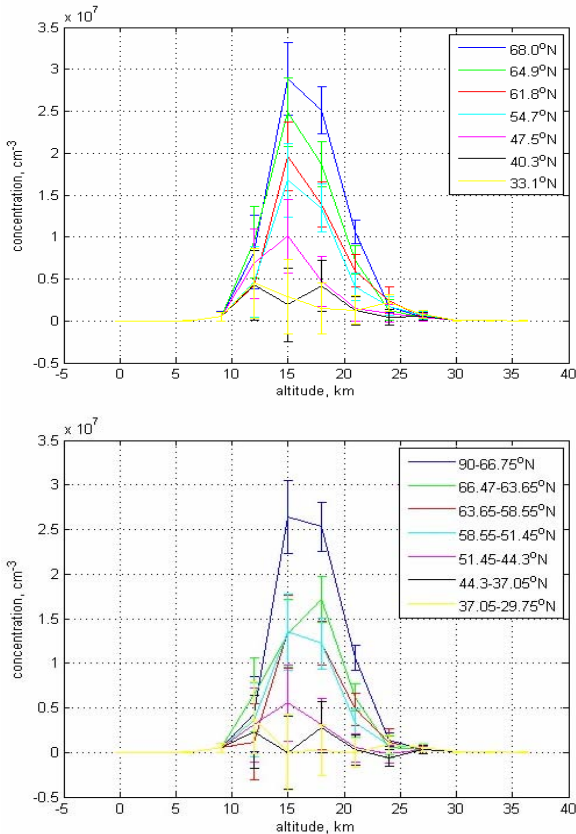 x 10⁷
3.5
3
2.5
2
1.5
1
0.5
0
-0.5
concentration, cm⁻³
-5 0 5 10 15 20 25 30 35 40
altitude, km
68.0°N
64.9°N
61.8°N
54.7°N
47.5°N
40.3°N
33.1°N
x 10⁷
3.5
3
2.5
2
1.5
1
0.5
0
-0.5
concentration, cm⁻³
-5 0 5 10 15 20 25 30 35 40
altitude, km
90-66.75°N
66.47-63.65°N
63.65-58.55°N
58.55-51.45°N
51.45-44.3°N
44.3-37.05°N
37.05-29.75°N